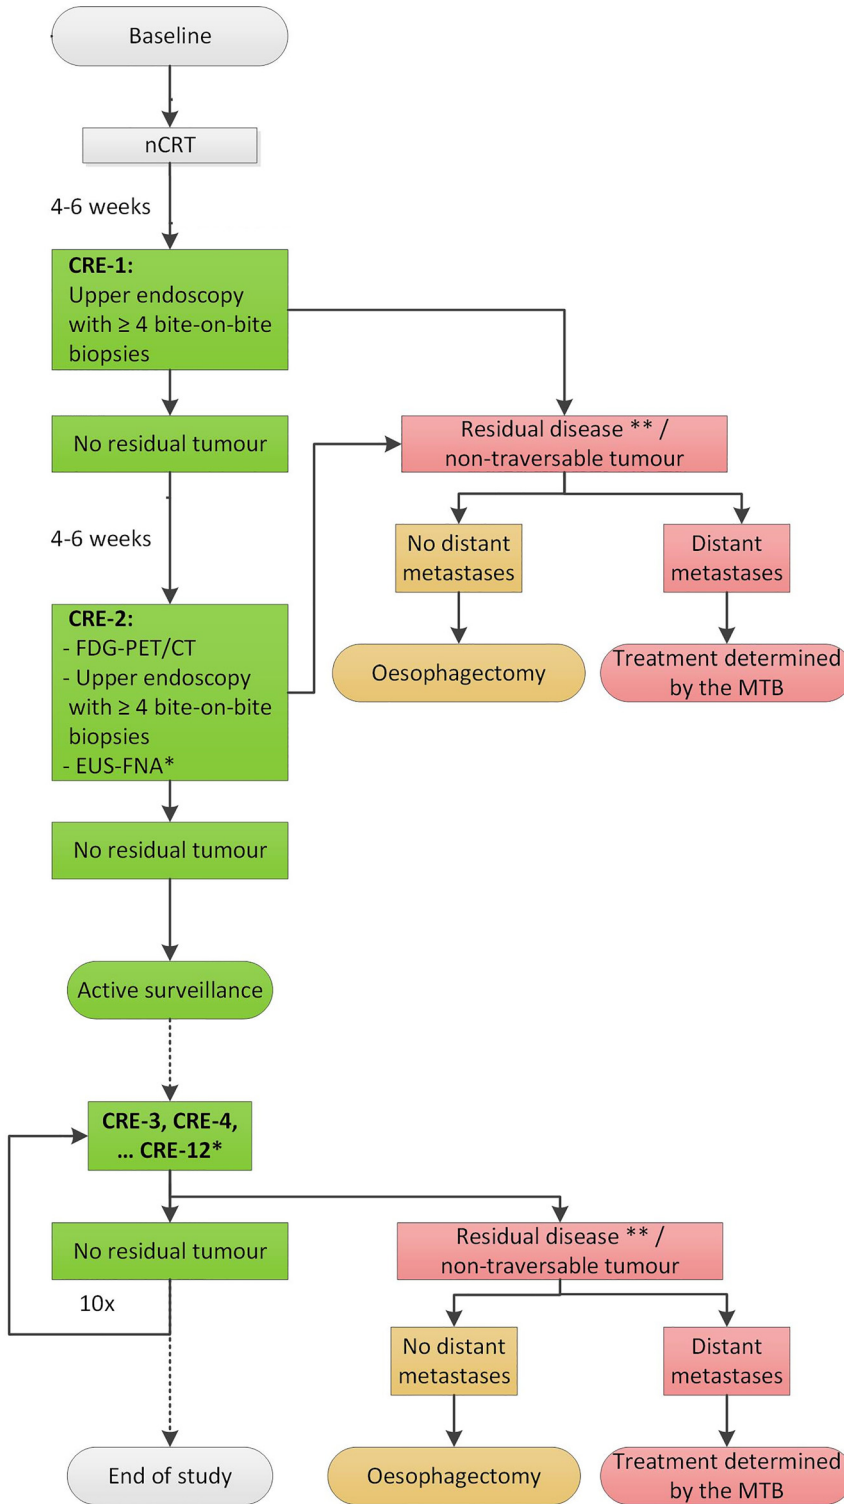 Baseline
nCRT
4-6 weeks
CRE-1:
Upper endoscopy
with ≥ 4 bite-on-bite
biopsies
No residual tumour
Residual disease ** /
non-traversable tumour
4-6 weeks
No distant
metastases
Distant
metastases
CRE-2:
- FDG-PET/CT
- Upper endoscopy
with ≥ 4 bite-on-bite
biopsies
- EUS-FNA*
Oesophagectomy
Treatment determined
by the MTB
No residual tumour
Active surveillance
CRE-3, CRE-4,
... CRE-12*
No residual tumour
Residual disease ** /
non-traversable tumour
10x
No distant
metastases
Distant
metastases
End of study
Oesophagectomy
Treatment determined
by the MTB